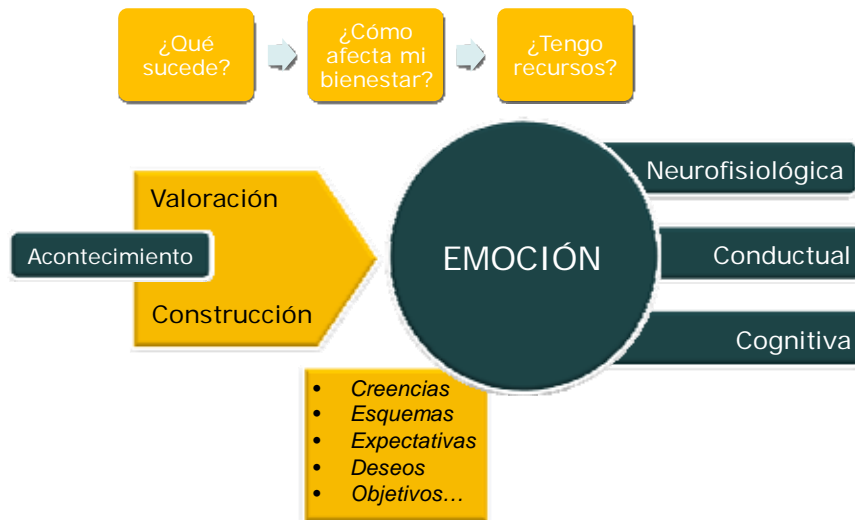 ¿Qué
sucede?
¿Cómo
afecta mi
bienestar?
¿Tengo
recursos?
Valoración
Acontecimiento
Construcción
EMOCIÓN
Neurofisiológica
Conductual
Cognitiva
• Creencias
• Esquemas
• Expectativas
• Deseos
• Objetivos…